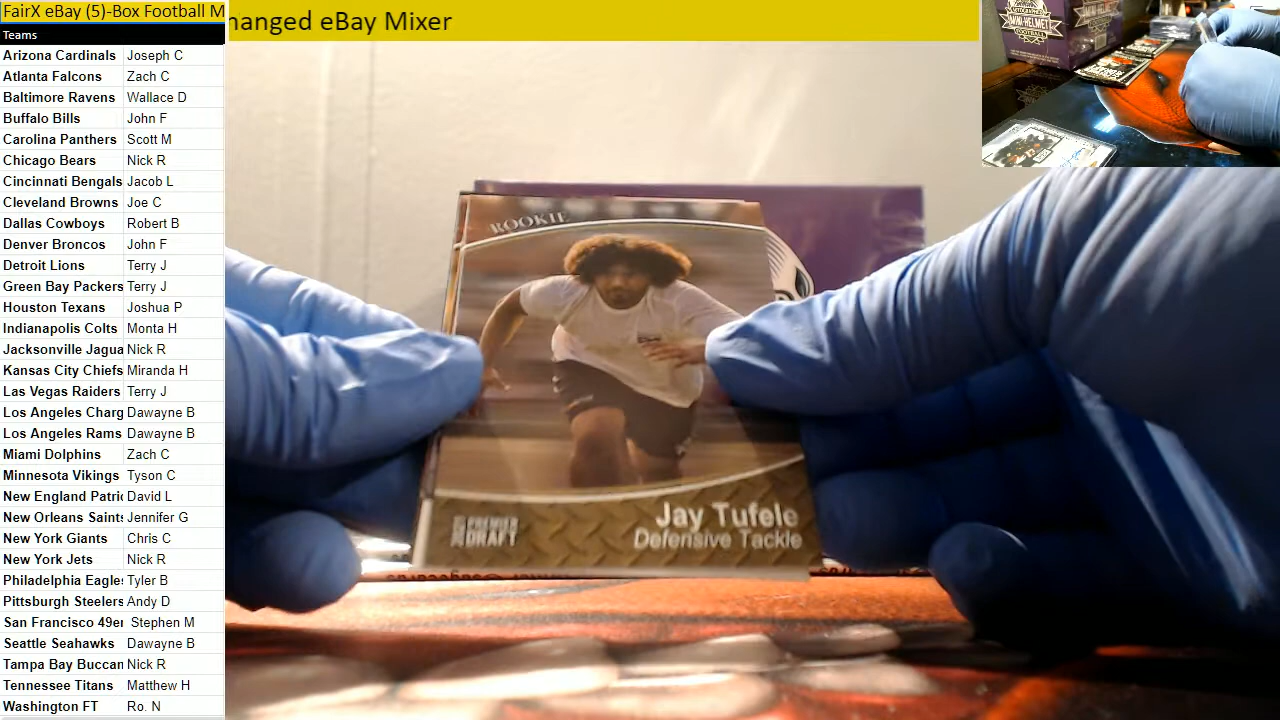 FairX eBay (5)-Box Football M
hanged eBay Mixer
Teams
Arizona Cardinals Joseph C
Atlanta Falcons Zach C
Baltimore Ravens Wallace D
Buffalo Bills John F
Carolina Panthers Scott M
Chicago Bears Nick R
Cincinnati Bengals Jacob L
Cleveland Browns Joe C
Dallas Cowboys Robert B
Denver Broncos John F
Detroit Lions Terry J
Green Bay Packers Terry J
Houston Texans Joshua P
Indianapolis Colts Monta H
Jacksonville Jagua Nick R
Kansas City Chiefs Miranda H
Las Vegas Raiders Terry J
Los Angeles Charg Dawayne B
Los Angeles Rams Dawayne B
Miami Dolphins Zach C
Minnesota Vikings Tyson C
New England Patri David L
New Orleans Saints Jennifer G
New York Giants Chris C
New York Jets Nick R
Philadelphia Eagle Tyler B
Pittsburgh Steelers Andy D
San Francisco 49er Stephen M
Seattle Seahawks Dawayne B
Tampa Bay Buccan Nick R
Tennessee Titans Matthew H
Washington FT Ro. N
MINI-HELMET
FOOTBALL
ROOKIE
Jay Tufele
Defensive Tackle
PREMIER
DRAFT